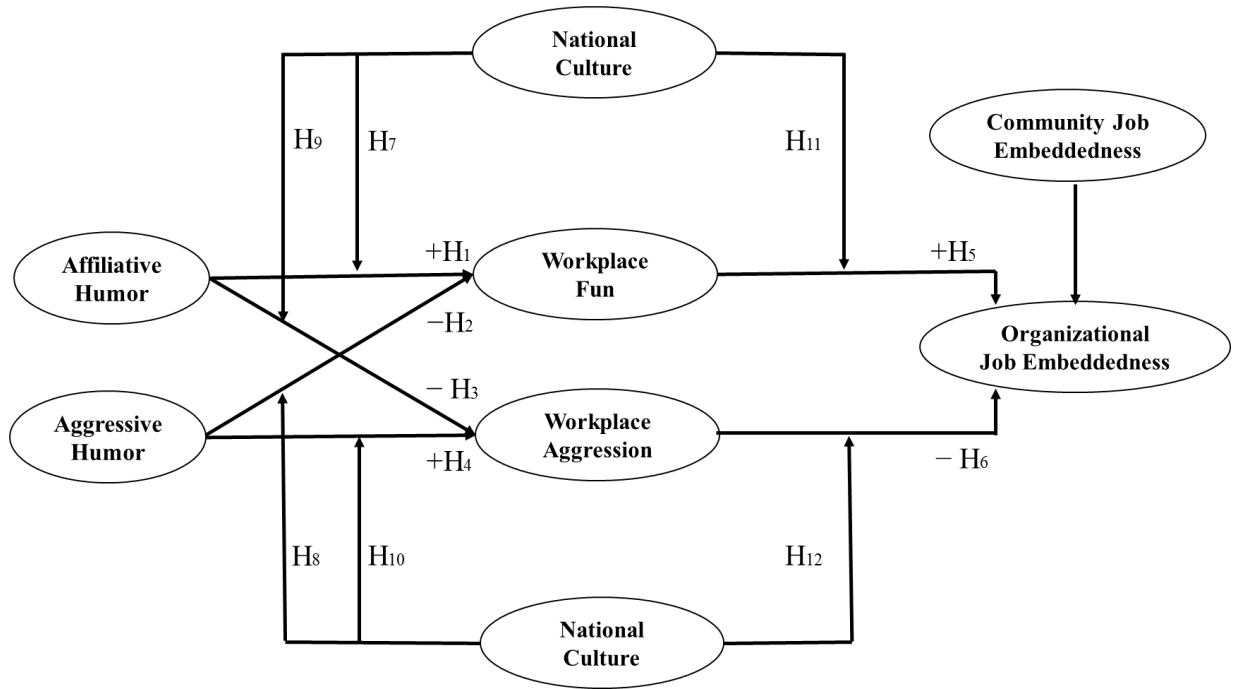 National
Culture
H9
H7
H11
Community Job
Embeddedness
+H1
+H5
Affiliative
Humor
Workplace
Fun
−H2
Organizational
Job Embeddedness
− H3
Aggressive
Humor
Workplace
Aggression
+H4
− H6
H8
H10
H12
National
Culture